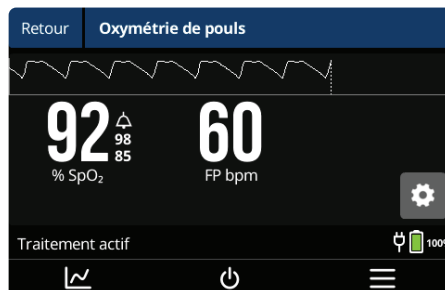 Retour Oxymétrie de pouls
92 98 60
85
% SpO₂ FP bpm
Traitement actif 100%